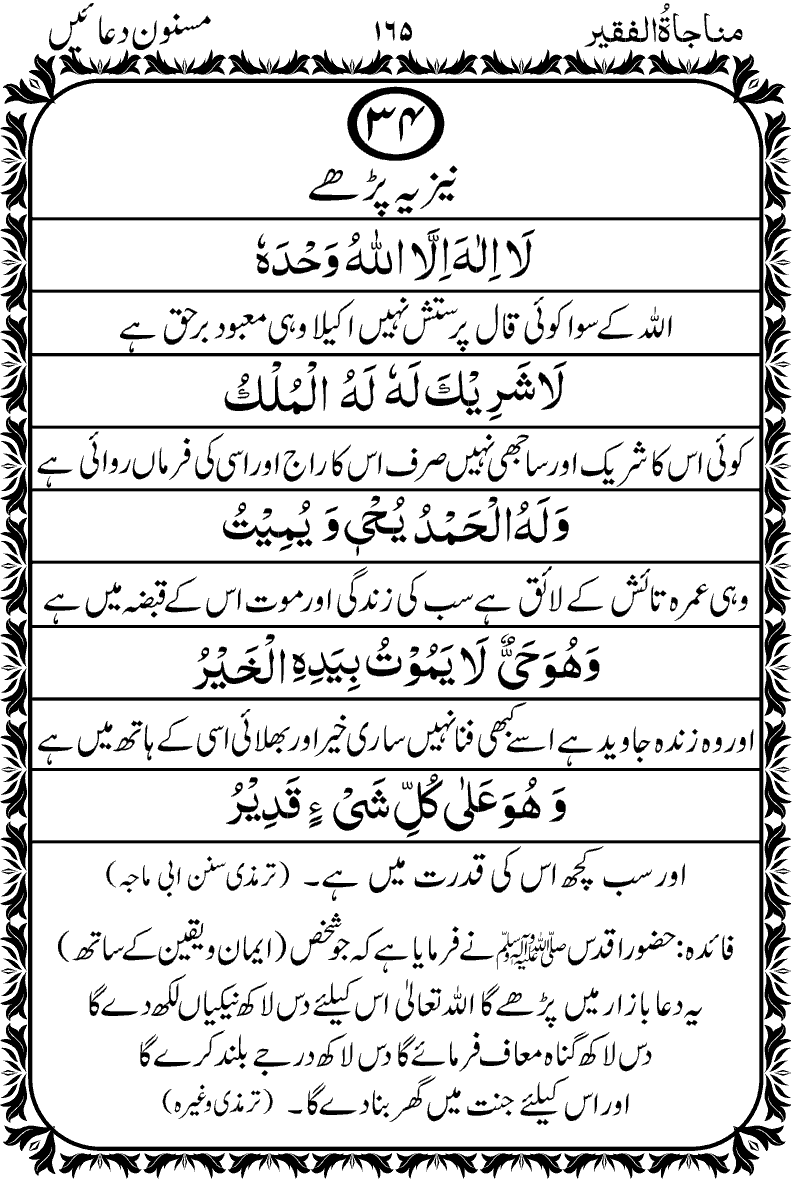 مناجاۃُ الفقیر ۱۶۵ مسنون دعائیں
۳۴
نیز یہ پڑھے
لَا اِلٰهَ اِلَّا اللّٰهُ وَحْدَهٗ
اللہ کے سوا کوئی قال پرستش نہیں اکیلا وہی معبود برحق ہے
لَا شَرِيْكَ لَهٗ لَهُ الْمُلْكُ
کوئی اس کا شریک اور ساجھی نہیں صرف اس کا راج اور اسی کی فرماں روائی ہے
وَلَهُ الْحَمْدُ يُحْيٖ وَ يُمِيْتُ
وہی عمرہ تائش کے لائق ہے سب کی زندگی اور موت اس کے قبضہ میں ہے
وَهُوَ حَيٌّ لَا يَمُوْتُ بِيَدِهِ الْخَيْرُ
اور وہ زندہ جاوید ہے اسے کبھی فنا نہیں ساری خیر اور بھلائی اسی کے ہاتھ میں ہے
وَ هُوَ عَلٰى كُلِّ شَيْ ءٍ قَدِيْرُ
اور سب کچھ اس کی قدرت میں ہے۔ (ترمذی سنن ابی ماجہ)
فائدہ: حضور اقدس ﷺ نے فرمایا ہے کہ جو شخص (ایمان و یقین کے ساتھ)
یہ دعا بازار میں پڑھے گا اللہ تعالیٰ اس کیلئے دس لاکھ نیکیاں لکھ دے گا
دس لاکھ گناہ معاف فرمائے گا دس لاکھ درجے بلند کرے گا
اور اس کیلئے جنت میں گھر بنا دے گا۔ (ترمذی وغیرہ)